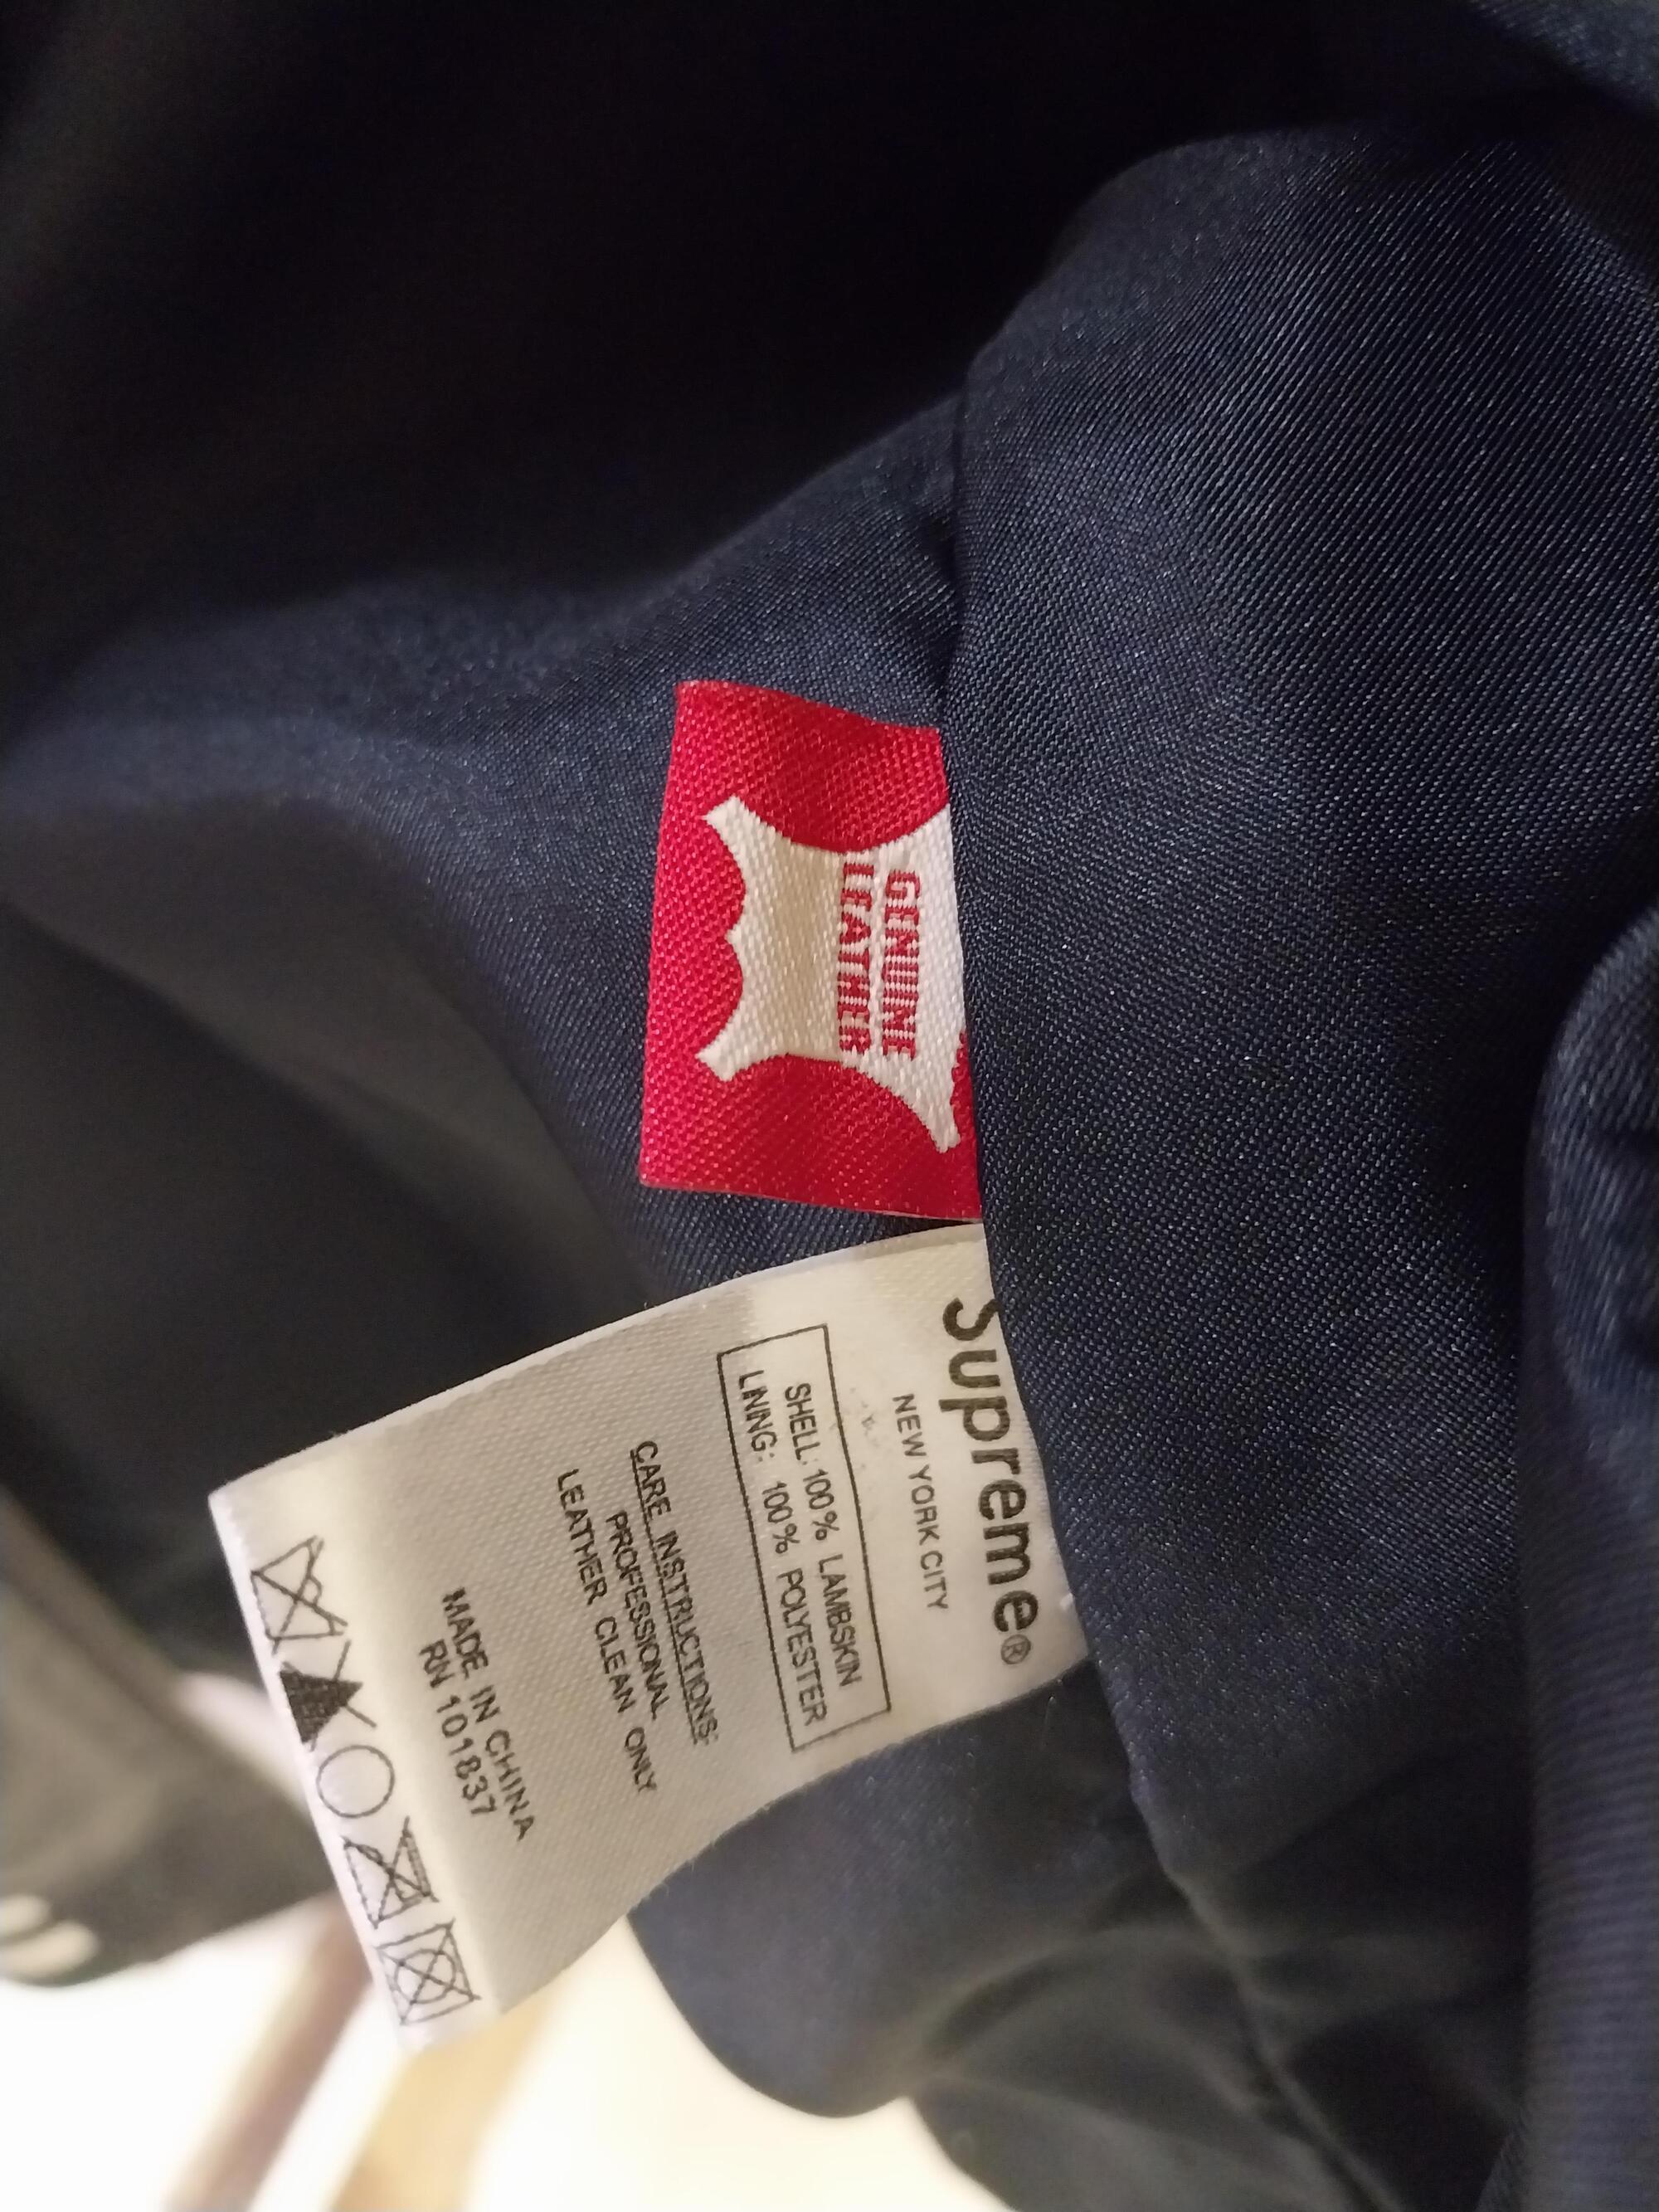 GENUINE
LEATHER
Supreme®
NEW YORK CITY
SHELL: 100% LAMBSKIN
LINING: 100% POLYESTER
CARE INSTRUCTIONS:
PROFESSIONAL
LEATHER CLEAN ONLY
MADE IN CHINA
RN 101837